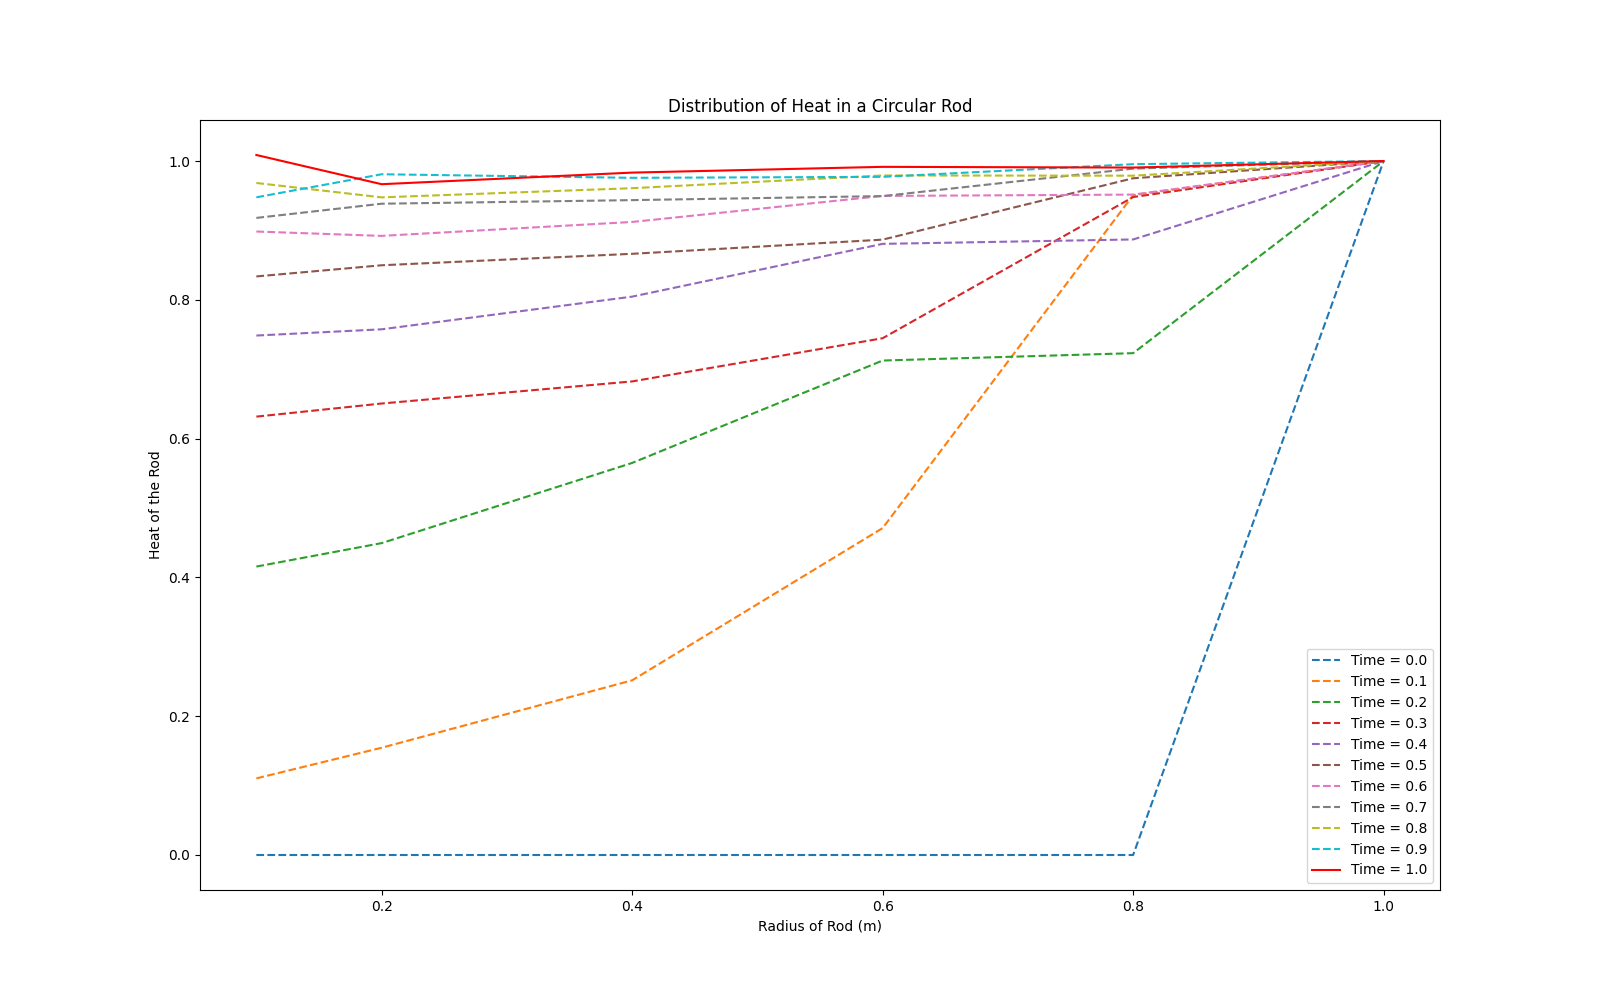 Distribution of Heat in a Circular Rod
Heat of the Rod
1.0
0.8
0.6
0.4
0.2
0.0
Time = 0.0
Time = 0.1
Time = 0.2
Time = 0.3
Time = 0.4
Time = 0.5
Time = 0.6
Time = 0.7
Time = 0.8
Time = 0.9
Time = 1.0
0.2 0.4 0.6 0.8 1.0
Radius of Rod (m)